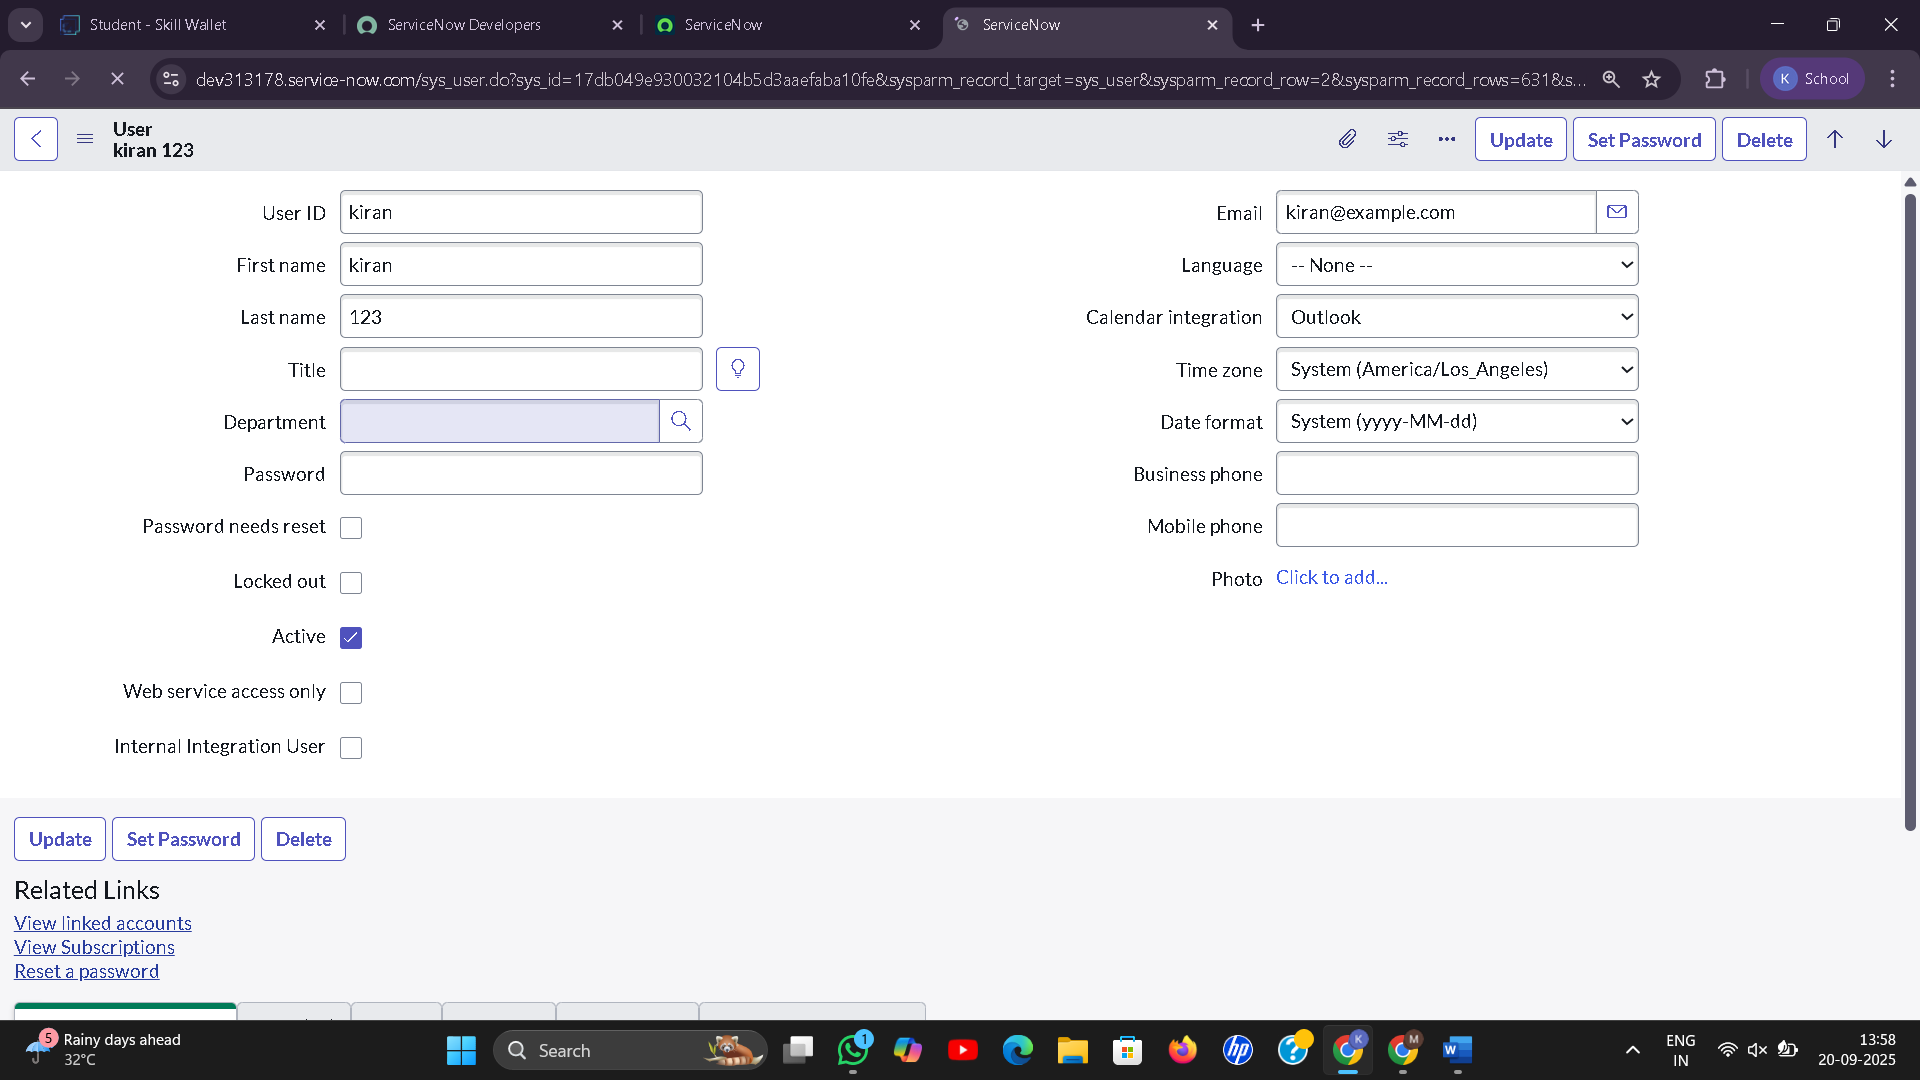 Student - Skill Wallet
ServiceNow Developers
ServiceNow
ServiceNow
dev313178.service-now.com/sys_user.do?sys_id=17db049e930032104b5d3aaefaba10fe&sysparm_record_target=sys_user&sysparm_record_row=2&sysparm_record_rows=631&s...
K School
User
kiran 123
Update
Set Password
Delete
User ID kiran
First name kiran
Last name 123
Title
Department
Password
Password needs reset
Locked out
Active
Web service access only
Internal Integration User
Email kiran@example.com
Language -- None --
Calendar integration Outlook
Time zone System (America/Los_Angeles)
Date format System (yyyy-MM-dd)
Business phone
Mobile phone
Photo Click to add...
Update
Set Password
Delete
Related Links
View linked accounts
View Subscriptions
Reset a password
5
Rainy days ahead
32°C
Search
1
hp
?
K
M
W
ENG
IN
13:58
20-09-2025